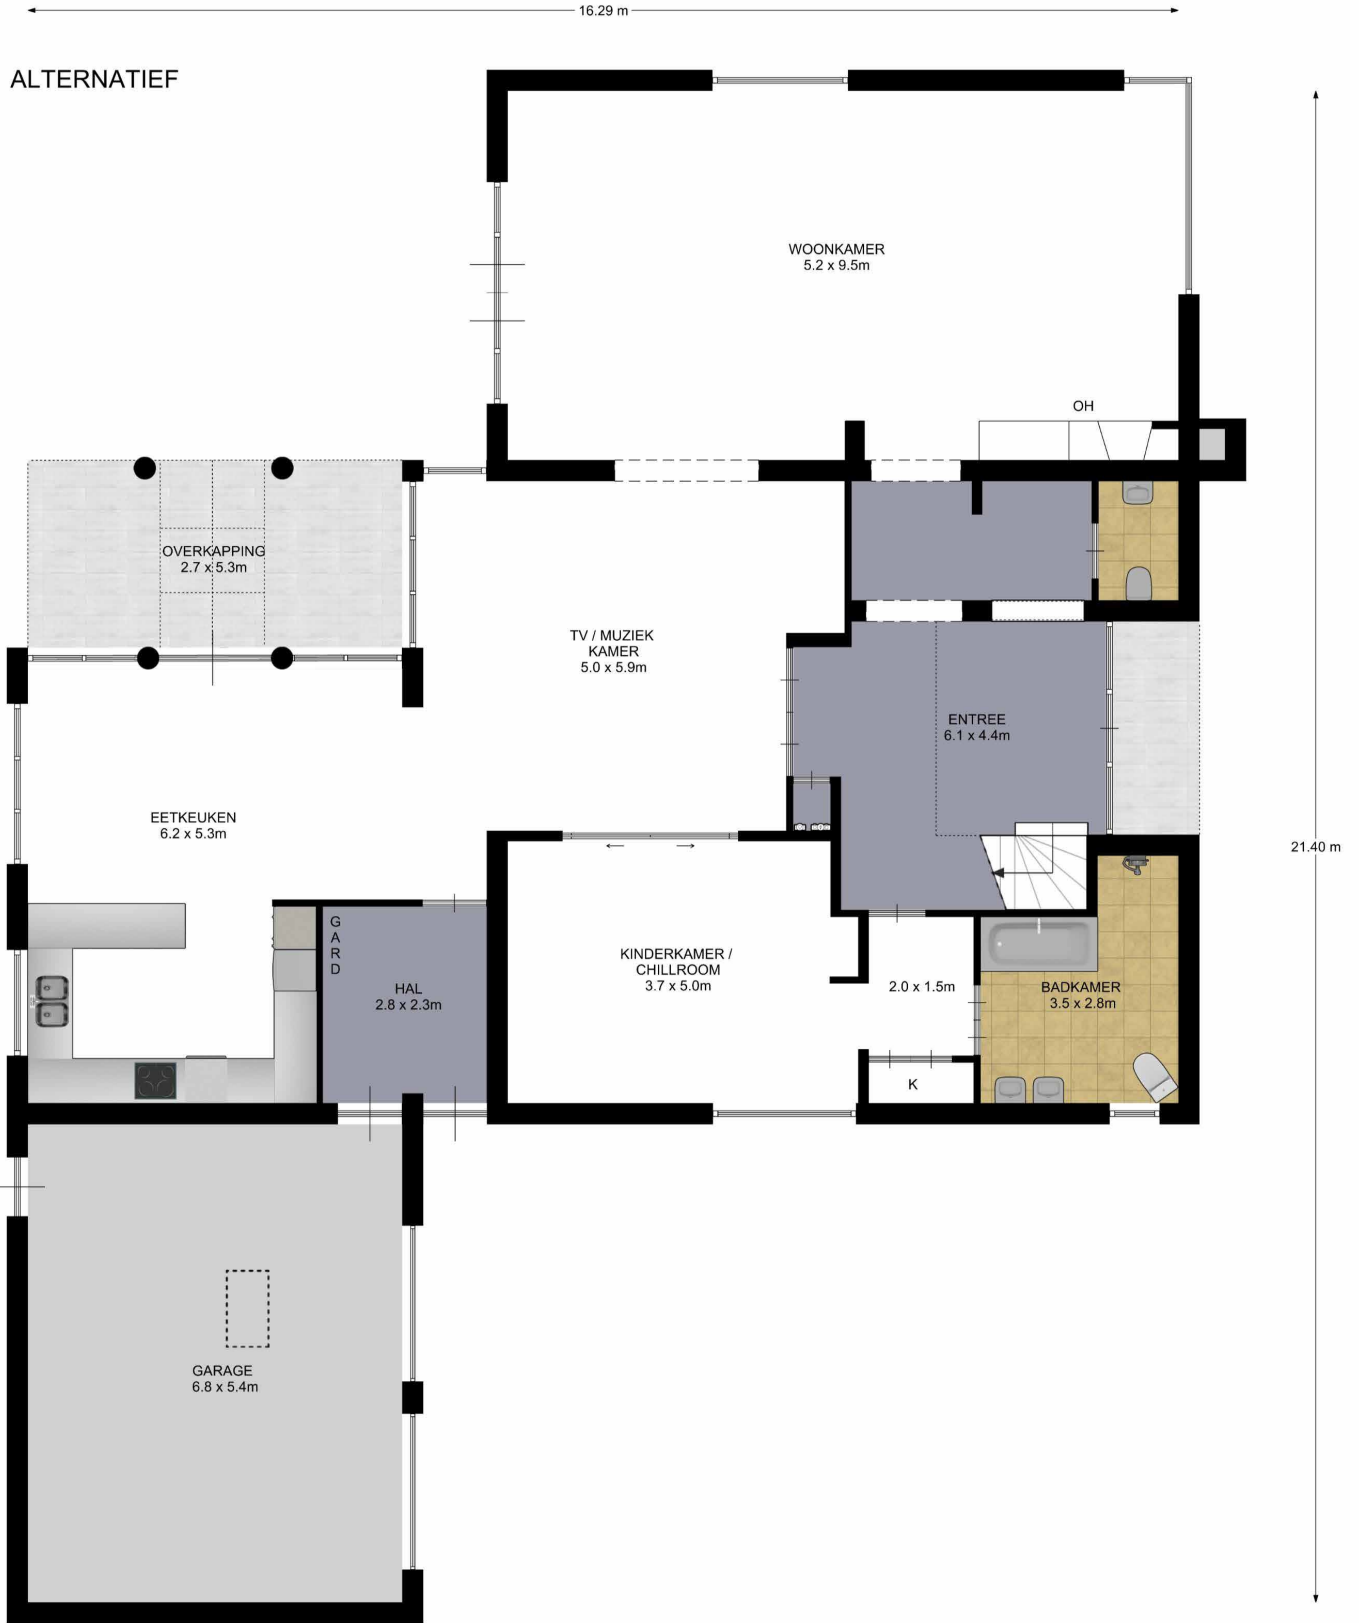 16.29 m
ALTERNATIEF
WOONKAMER
5.2 x 9.5m
OH
OVERKAPPING
2.7 x 5.3m
TV / MUZIEK
KAMER
5.0 x 5.9m
ENTREE
6.1 x 4.4m
EETKEUKEN
6.2 x 5.3m
21.40 m
G
A
R
D
HAL
2.8 x 2.3m
KINDERKAMER /
CHILLROOM
3.7 x 5.0m
2.0 x 1.5m
BADKAMER
3.5 x 2.8m
K
GARAGE
6.8 x 5.4m